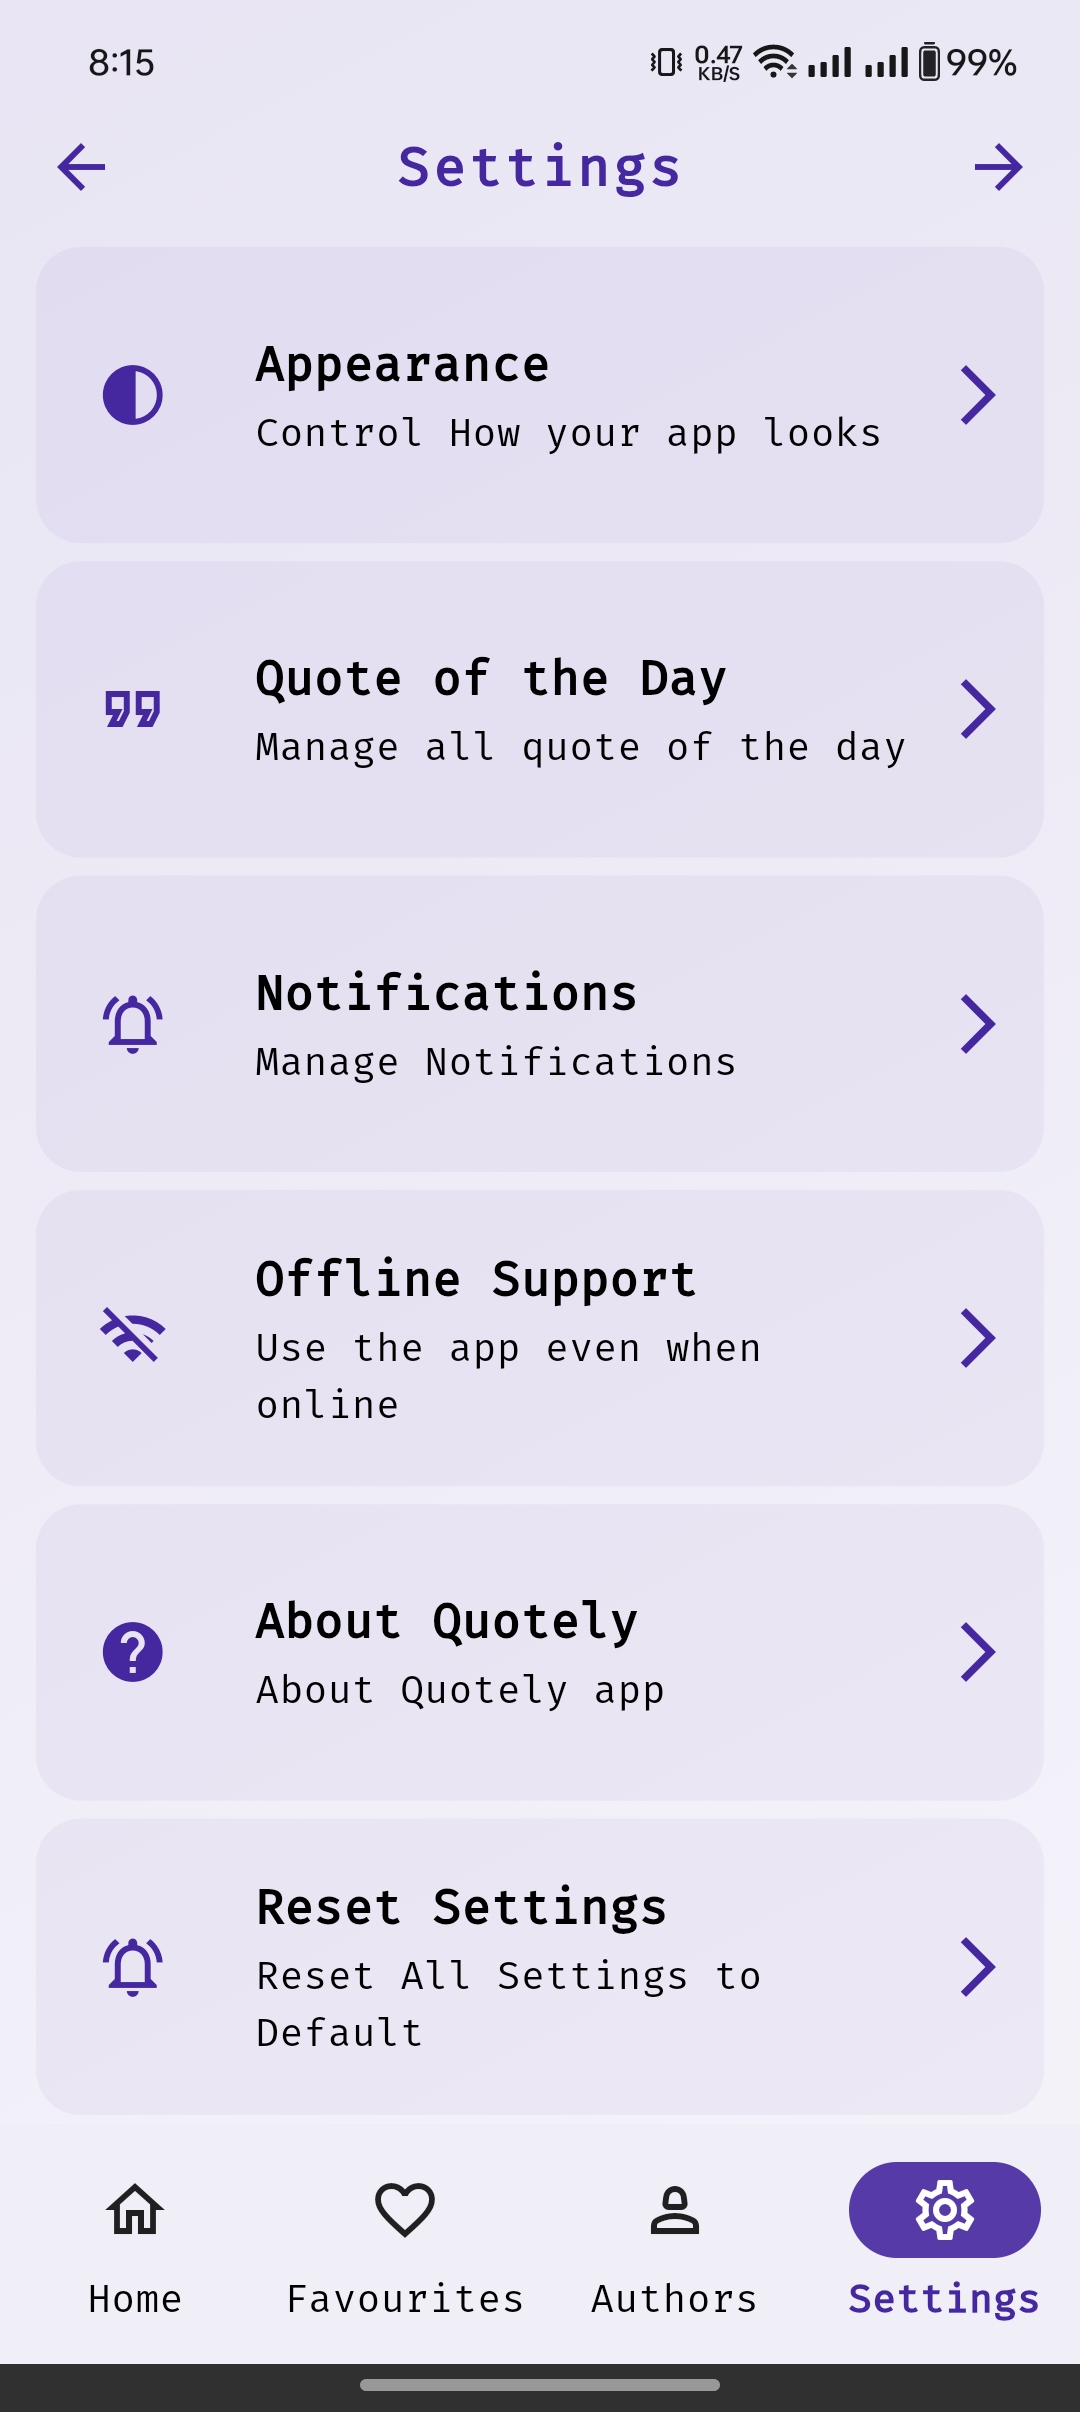 8:15
0.47
KB/S
99%
Settings
Appearance
Control How your app looks
Quote of the Day
Manage all quote of the day
Notifications
Manage Notifications
Offline Support
Use the app even when
online
About Quotely
About Quotely app
Reset Settings
Reset All Settings to
Default
Home
Favourites
Authors
Settings